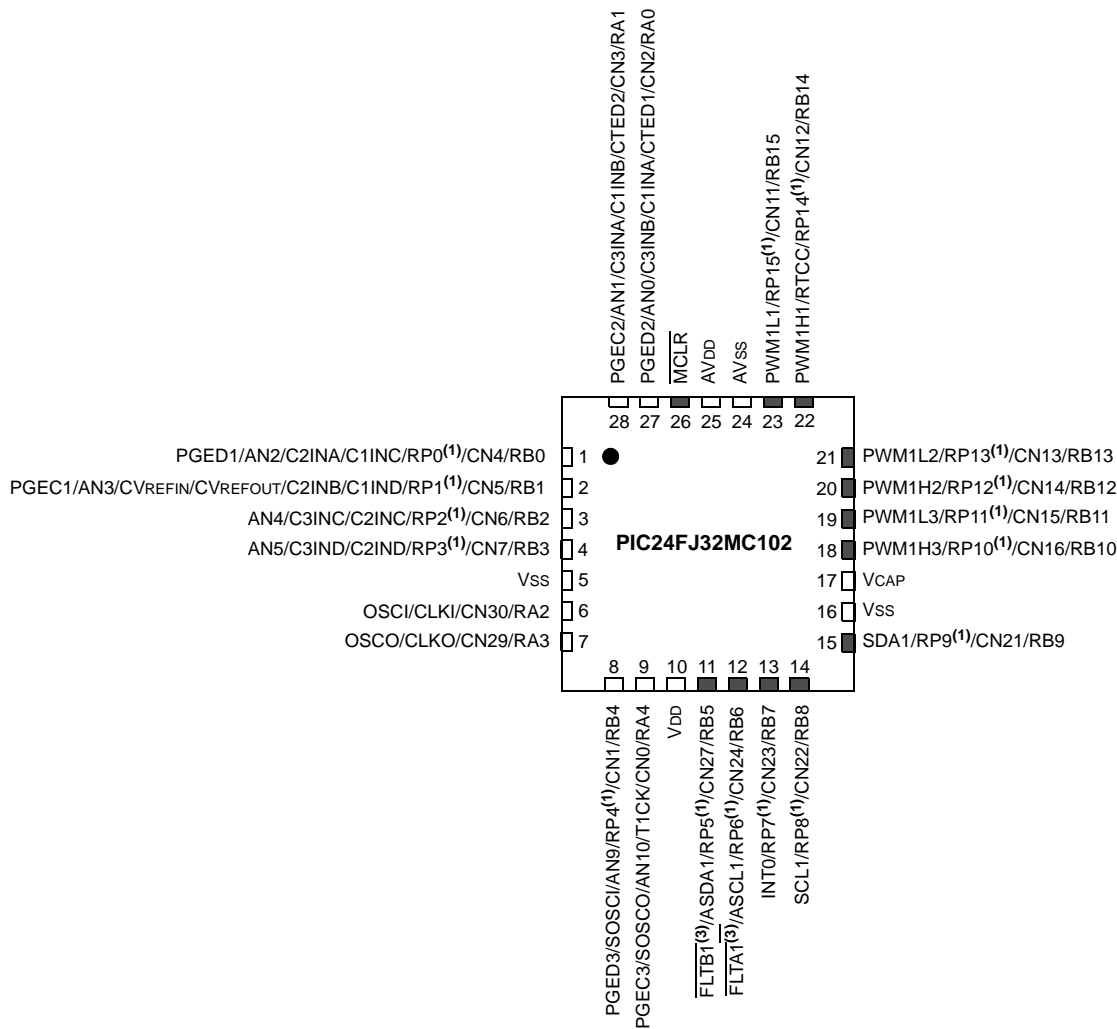 PGEC2/AN1/C3INA/C1INB/CTED2/CN3/RA1
PGED2/AN0/C3INB/C1INA/CTED1/CN2/RA0
MCLR
AVDD
AVSS
PWM1L1/RP15(1)/CN11/RB15
PWM1H1/RTCC/RP14(1)/CN12/RB14
28 27 26 25 24 23 22
PGED1/AN2/C2INA/C1INC/RP0(1)/CN4/RB0 1
PGEC1/AN3/CVREFIN/CVREFOUT/C2INB/C1IND/RP1(1)/CN5/RB1 2
AN4/C3INC/C2INC/RP2(1)/CN6/RB2 3
AN5/C3IND/C2IND/RP3(1)/CN7/RB3 4
VSS 5
OSCI/CLKI/CN30/RA2 6
OSCO/CLKO/CN29/RA3 7
PIC24FJ32MC102
21 PWM1L2/RP13(1)/CN13/RB13
20 PWM1H2/RP12(1)/CN14/RB12
19 PWM1L3/RP11(1)/CN15/RB11
18 PWM1H3/RP10(1)/CN16/RB10
17 VCAP
16 VSS
15 SDA1/RP9(1)/CN21/RB9
8 9 10 11 12 13 14
PGED3/SOSCI/AN9/RP4(1)/CN1/RB4
PGEC3/SOSCO/AN10/T1CK/CN0/RA4
VDD
FLTB1(3)/ASDA1/RP5(1)/CN27/RB5
FLTA1(3)/ASCL1/RP6(1)/CN24/RB6
INT0/RP7(1)/CN23/RB7
SCL1/RP8(1)/CN22/RB8